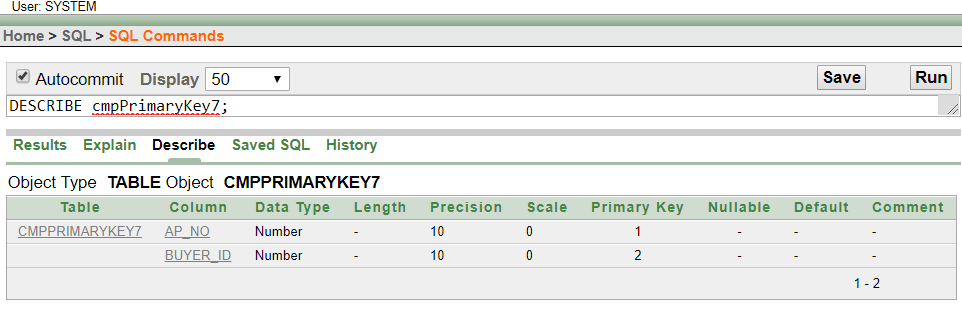 User: SYSTEM
Home > SQL > SQL Commands
Autocommit Display 50 Save Run
DESCRIBE cmpPrimaryKey7;
Results Explain Describe Saved SQL History
Object Type TABLE Object CMPPRIMARYKEY7
Table Column Data Type Length Precision Scale Primary Key Nullable Default Comment
CMPPRIMARYKEY7 AP_NO Number - 10 0 1 - - -
BUYER_ID Number - 10 0 2 - - -
1 - 2